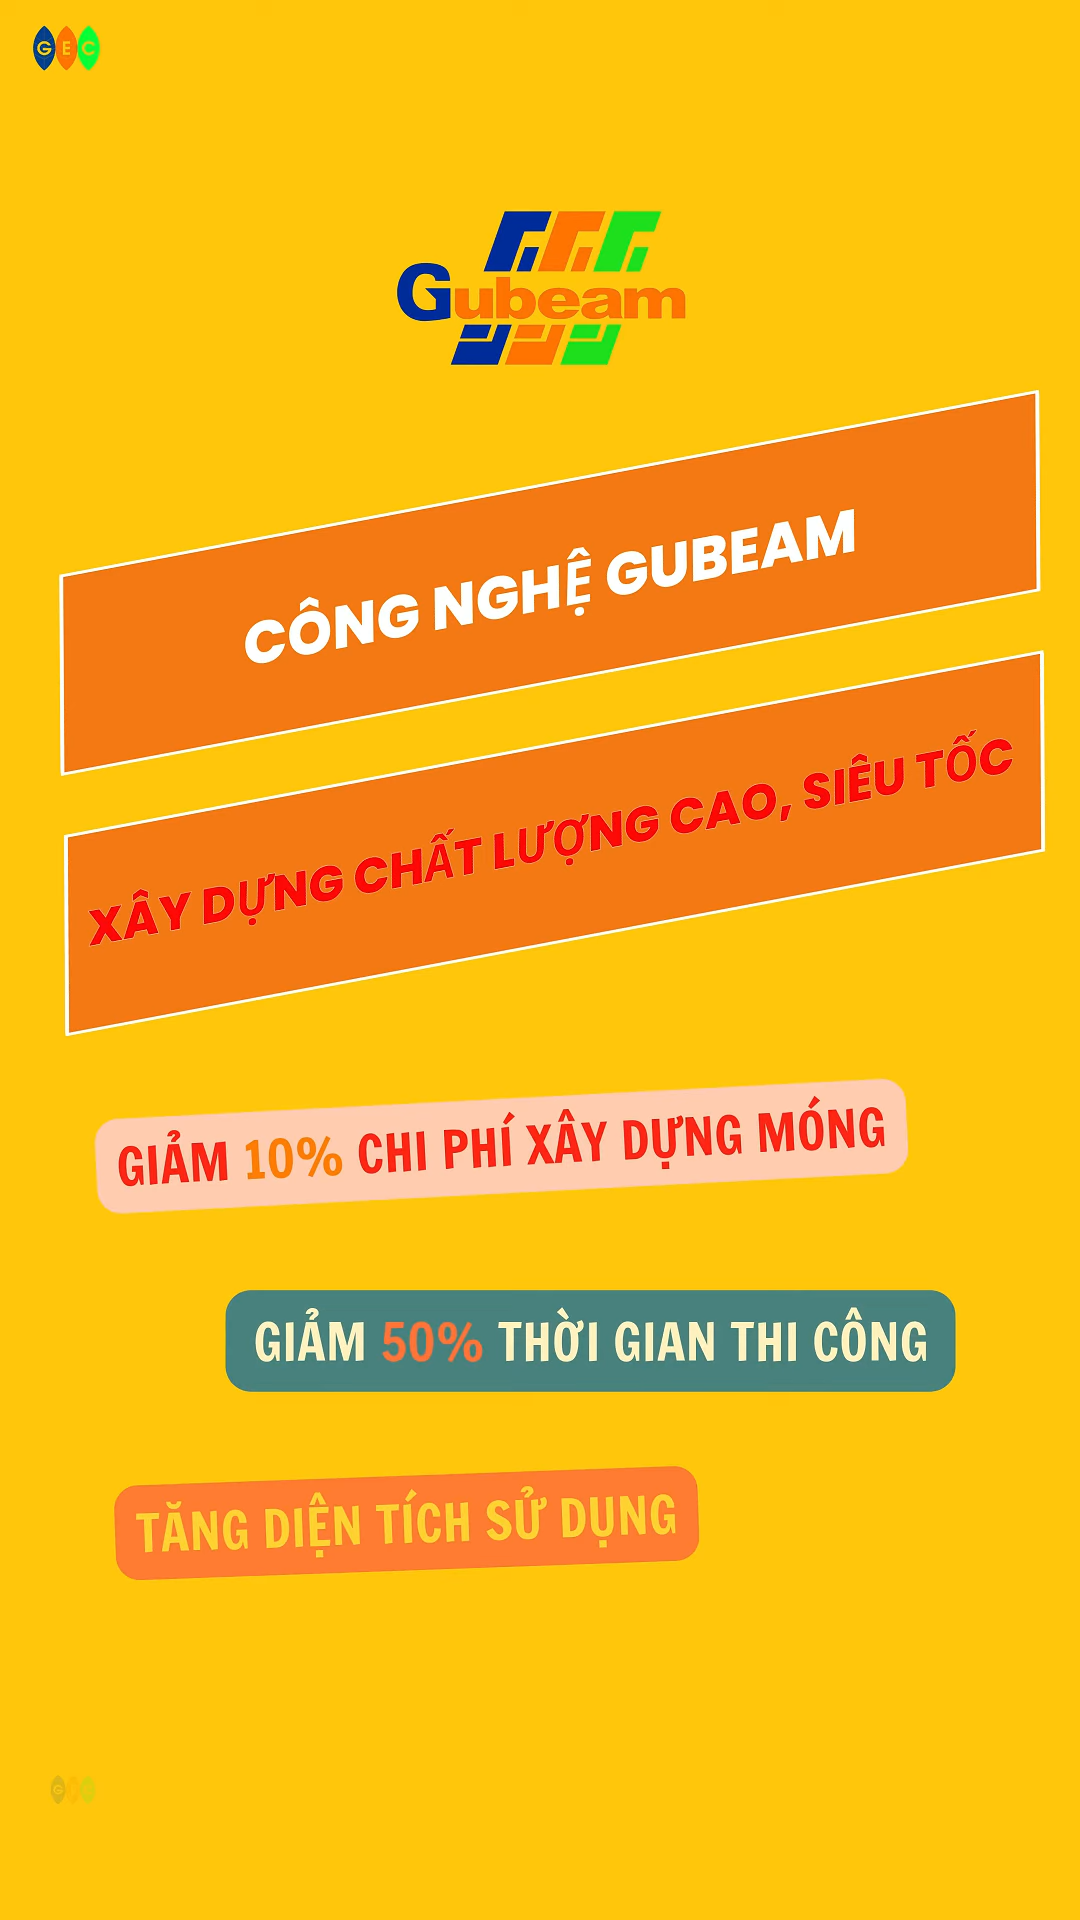 GEC
Gubeam
CÔNG NGHỆ GUBEAM
XÂY DỰNG CHẤT LƯỢNG CAO, SIÊU TỐC
GIẢM 10% CHI PHÍ XÂY DỰNG MÓNG
GIẢM 50% THỜI GIAN THI CÔNG
TĂNG DIỆN TÍCH SỬ DỤNG